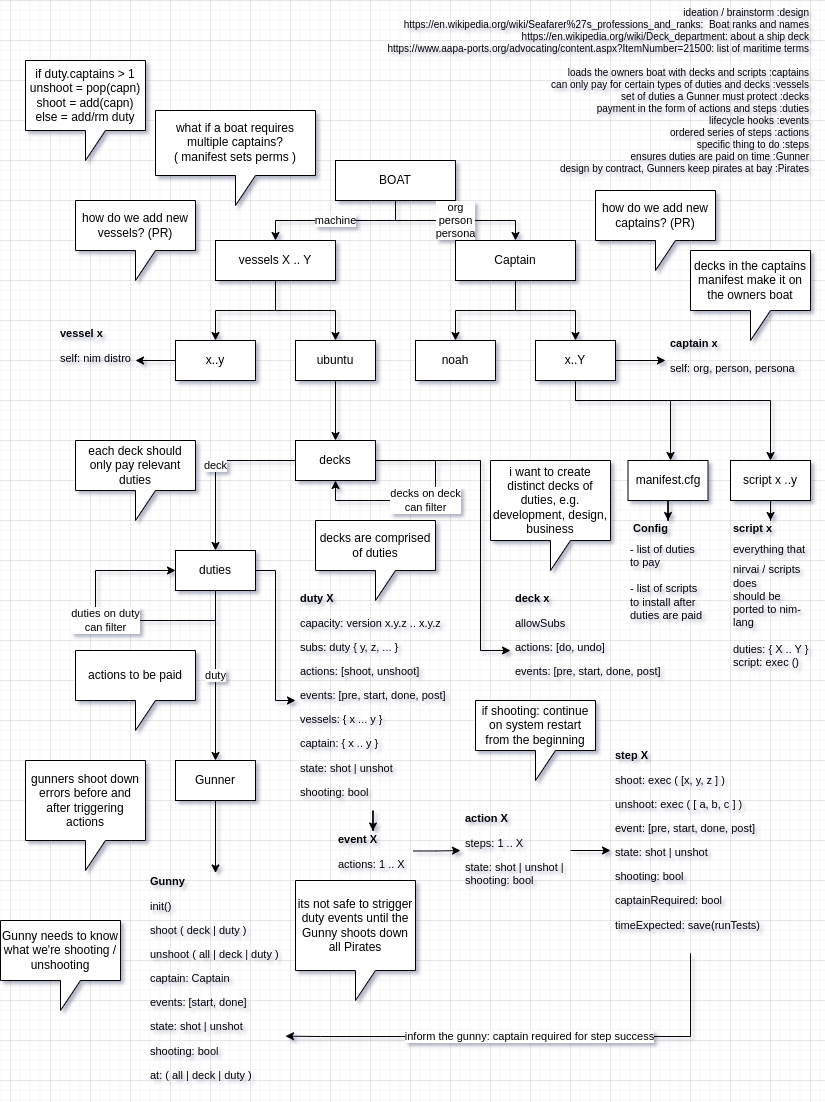 ideation / brainstorm :design
https://en.wikipedia.org/wiki/Seafarer%27s_professions_and_ranks:  Boat ranks and names
https://en.wikipedia.org/wiki/Deck_department: about a ship deck
https://www.aapa-ports.org/advocating/content.aspx?ItemNumber=21500: list of maritime terms
loads the owners boat with decks and scripts :captains
can only pay for certain types of duties and decks :vessels
set of duties a Gunner must protect :decks
payment in the form of actions and steps :duties
lifecycle hooks :events
ordered series of steps :actions
specific thing to do :steps
ensures duties are paid on time :Gunner
design by contract, Gunners keep pirates at bay :Pirates
if duty.captains > 1
unshoot = pop(capn)
shoot = add(capn)
else = add/rm duty
what if a boat requires
multiple captains?
( manifest sets perms )
BOAT
how do we add new
vessels? (PR)
machine
org
person
persona
how do we add new
captains? (PR)
vessels X .. Y
Captain
decks in the captains
manifest make it on
the owners boat
vessel x
self: nim distro
x..y
ubuntu
noah
x..Y
captain x
self: org, person, persona
each deck should
only pay relevant
duties
deck
decks
decks on deck
can filter
i want to create
distinct decks of
duties, e.g.
development, design,
business
manifest.cfg
script x ..y
decks are comprised
of duties
Config
- list of duties
to pay
- list of scripts
to install after
duties are paid
script x
everything that
nirvai / scripts
does
should be
ported to nim-
lang
duties: { X .. Y }
script: exec ()
duties
duties on duty
can filter
duty X
capacity: version x.y.z .. x.y.z
subs: duty { y, z, ... }
actions: [shoot, unshoot]
events: [pre, start, done, post]
vessels: { x ... y }
captain: { x .. y }
state: shot | unshot
shooting: bool
deck x
allowSubs
actions: [do, undo]
events: [pre, start, done, post]
actions to be paid
duty
if shooting: continue
on system restart
from the beginning
gunners shoot down
errors before and
after triggering
actions
Gunner
step X
shoot: exec ( [x, y, z ] )
unshoot: exec ( [ a, b, c ] )
event: [pre, start, done, post]
state: shot | unshot
shooting: bool
captainRequired: bool
timeExpected: save(runTests)
event X
actions: 1 .. X
action X
steps: 1 .. X
state: shot | unshot |
shooting: bool
Gunny
init()
shoot ( deck | duty )
unshoot ( all | deck | duty )
captain: Captain
events: [start, done]
state: shot | unshot
shooting: bool
at: ( all | deck | duty )
its not safe to strigger
duty events until the
Gunny shoots down
all Pirates
Gunny needs to know
what we're shooting /
unshooting
inform the gunny: captain required for step success